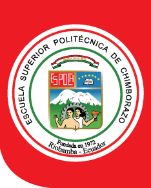 ESCUELA SUPERIOR POLITÉCNICA DE CHIMBORAZO
ESPOCH
Fundada en 1972
Riobamba - Ecuador